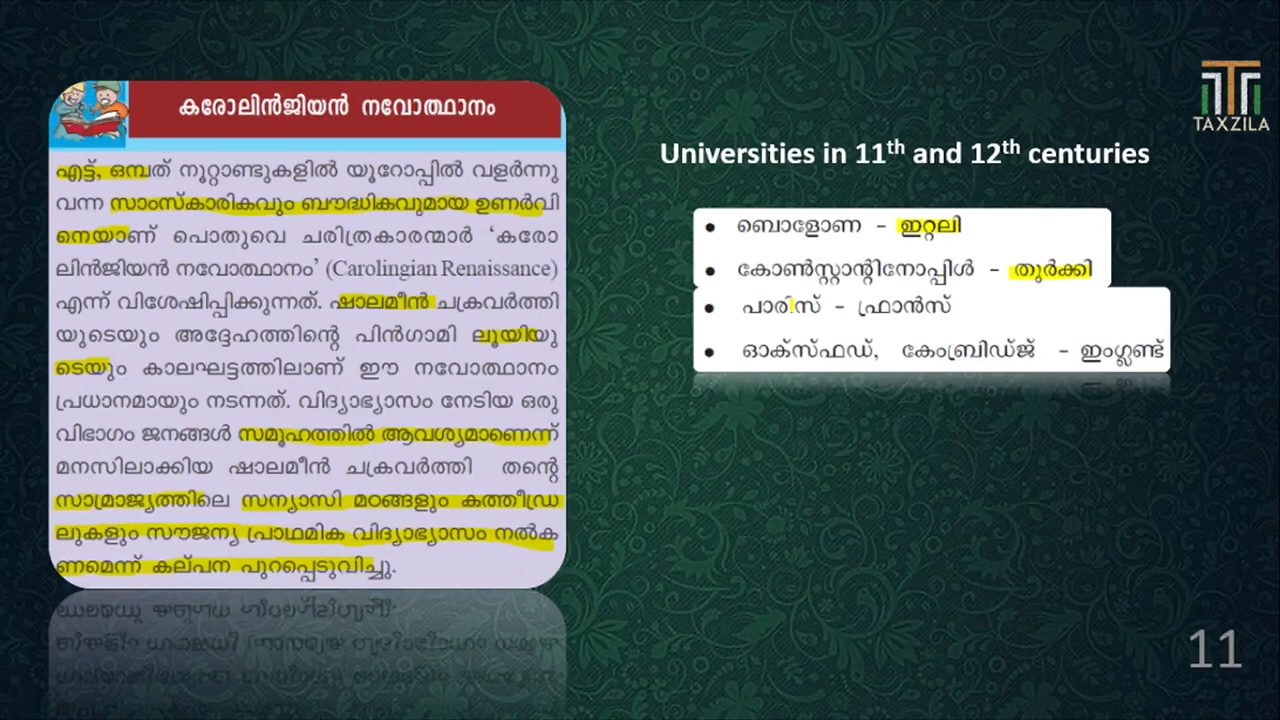 കരോലിൻജിയൻ നവോത്ഥാനം
എട്ട്, ഒമ്പത് നൂറ്റാണ്ടുകളിൽ യൂറോപ്പിൽ വളർന്നു
വന്ന സാംസ്കാരികവും ബൗദ്ധികവുമായ ഉണർവി
നെയാണ് പൊതുവെ ചരിത്രകാരന്മാർ ‘കരോ
ലിൻജിയൻ നവോത്ഥാനം’ (Carolingian Renaissance)
എന്ന് വിശേഷിപ്പിക്കുന്നത്. ഷാലമീൻ ചക്രവർത്തി
യുടെയും അദ്ദേഹത്തിന്റെ പിൻഗാമി ലൂയിയു
ടെയും കാലഘട്ടത്തിലാണ് ഈ നവോത്ഥാനം
പ്രധാനമായും നടന്നത്. വിദ്യാഭ്യാസം നേടിയ ഒരു
വിഭാഗം ജനങ്ങൾ സമൂഹത്തിൽ ആവശ്യമാണെന്ന്
മനസിലാക്കിയ ഷാലമീൻ ചക്രവർത്തി തന്റെ
സാമ്രാജ്യത്തിലെ സന്യാസി മഠങ്ങളും കത്തീഡ്ര
ലുകളും സൗജന്യ പ്രാഥമിക വിദ്യാഭ്യാസം നൽക
ണമെന്ന് കല്പന പുറപ്പെടുവിച്ചു.
TAXZILA
Universities in 11th and 12th centuries
• ബൊളോണ – ഇറ്റലി
• കോൺസ്റ്റാന്റിനോപ്പിൾ – തുർക്കി
• പാരിസ് – ഫ്രാൻസ്
• ഓക്സ്ഫഡ്, കേംബ്രിഡ്ജ് – ഇംഗ്ലണ്ട്
11